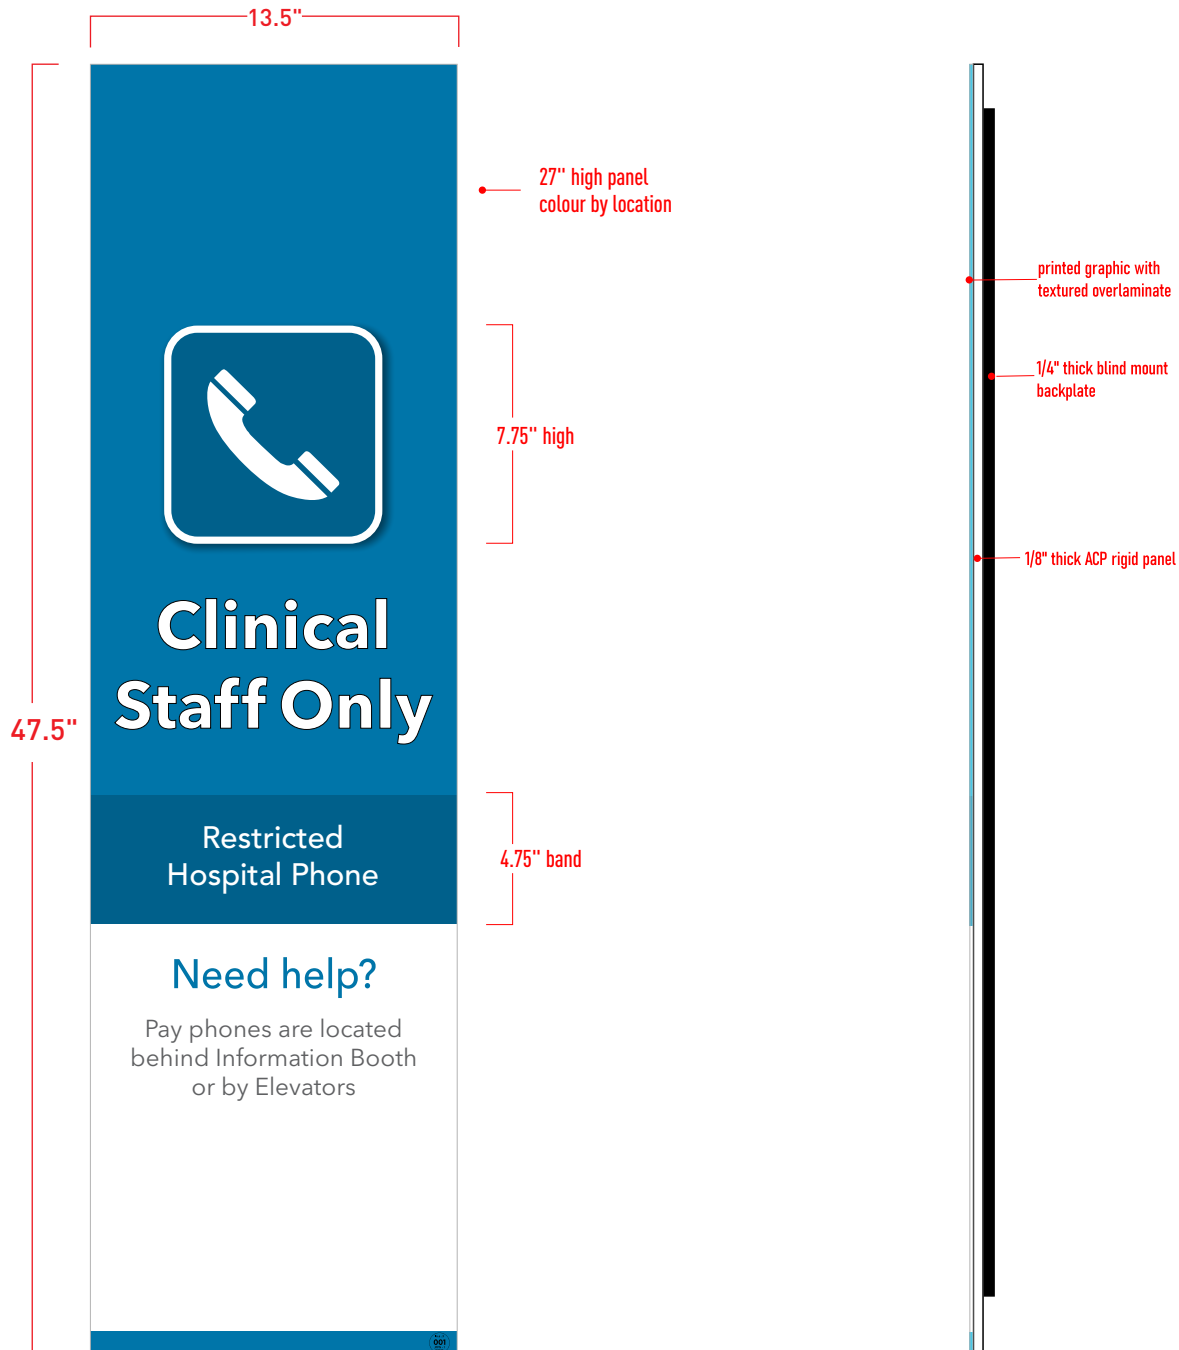 13.5"
27" high panel
colour by location
printed graphic with
textured overlaminate
1/4" thick blind mount
backplate
7.75" high
1/8" thick ACP rigid panel
Clinical
Staff Only
47.5"
Restricted
Hospital Phone
4.75" band
Need help?
Pay phones are located
behind Information Booth
or by Elevators
001